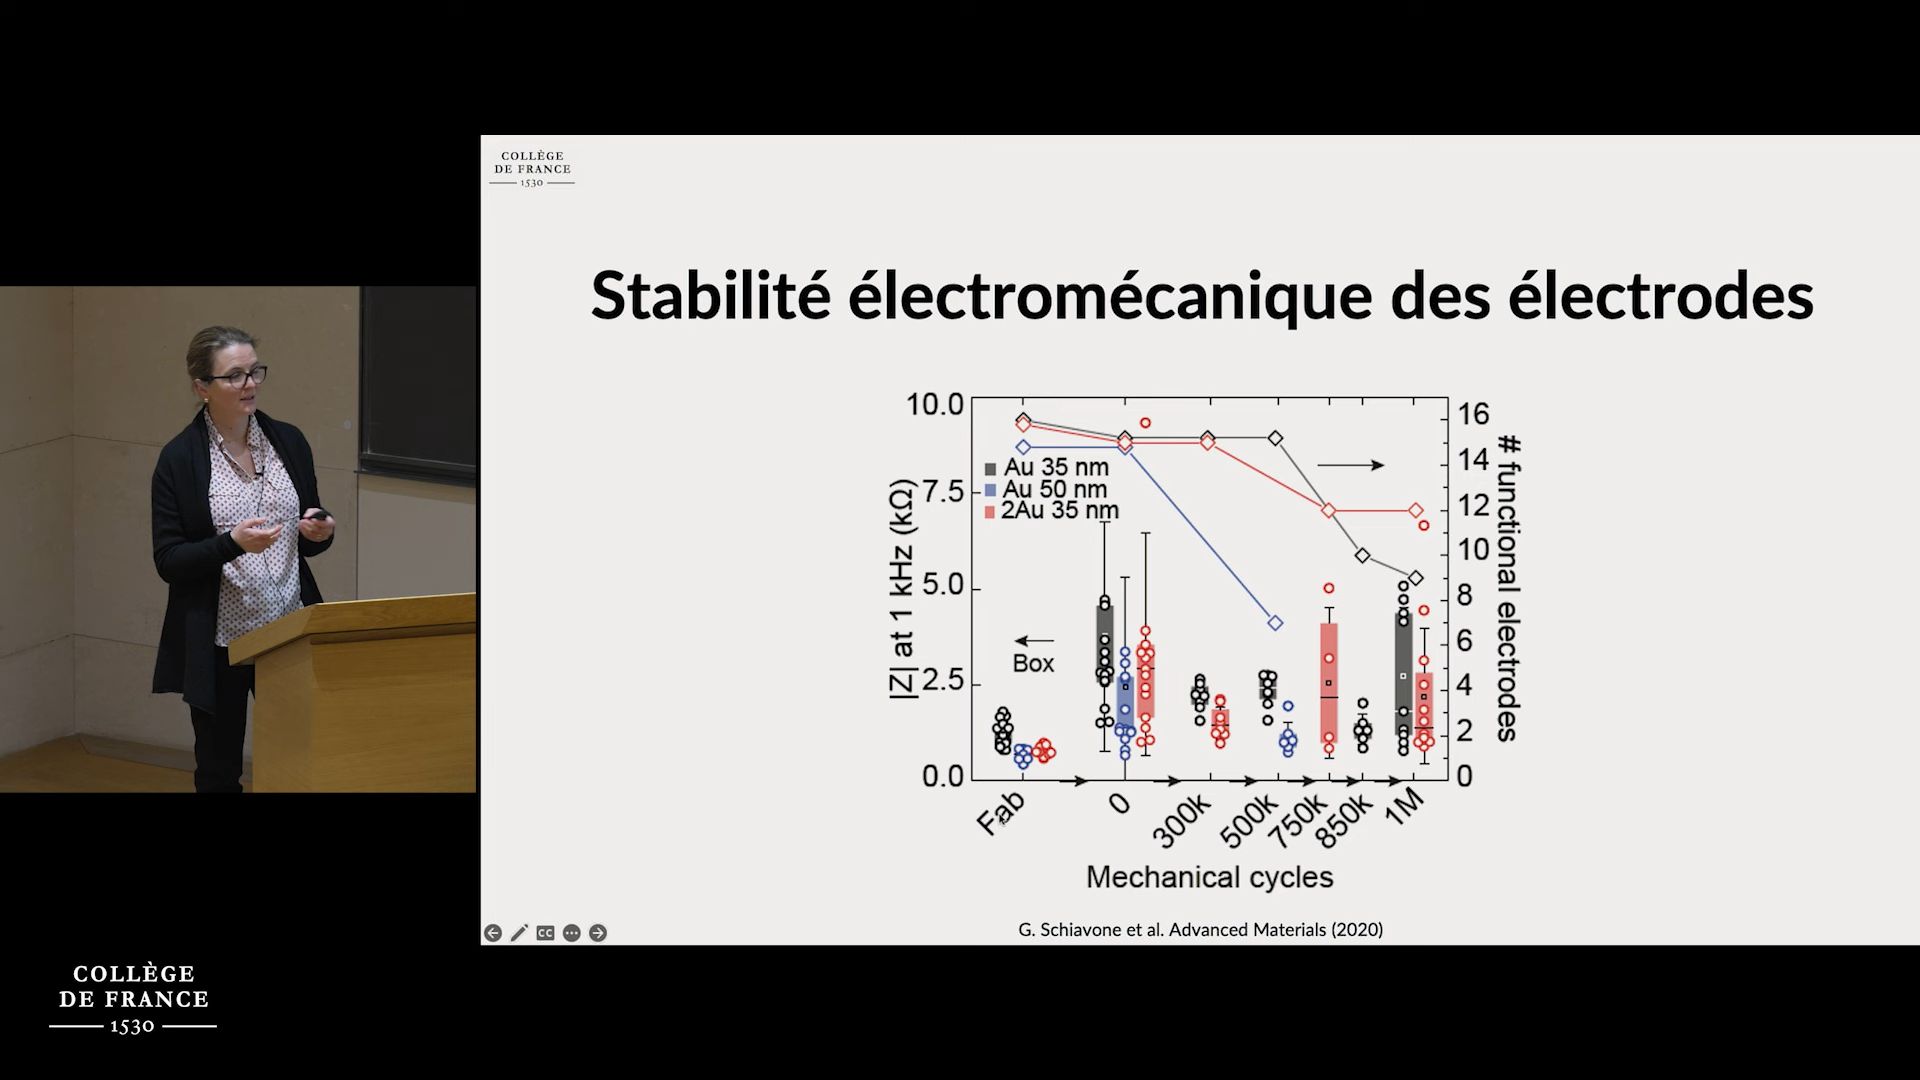 COLLÈGE
DE FRANCE
1530
Stabilité électromécanique des électrodes
10.0
7.5
5.0
2.5
0.0
|Z| at 1 kHz (kΩ)
Au 35 nm
Au 50 nm
2Au 35 nm
Box
16
14
12
10
8
6
4
2
0
# functional electrodes
Fab
0
300k
500k
750k
850k
1M
Mechanical cycles
G. Schiavone et al. Advanced Materials (2020)
CC
COLLÈGE
DE FRANCE
1530